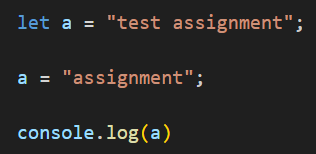 let a = "test assignment";
a = "assignment";
console.log(a)